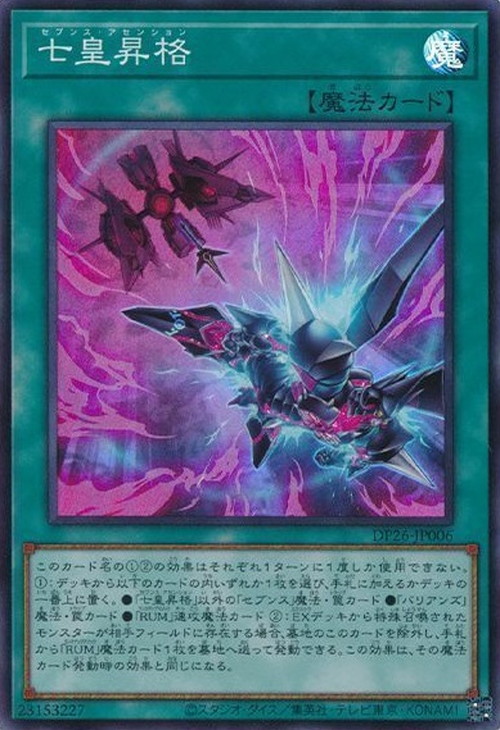 セブンス・アセンション
七皇昇格
魔
【魔法カード】
DP26-JP006
このカード名の①②の効果はそれぞれ1ターンに1度しか使用できない。
①:デッキから以下のカードの内いずれか1枚を選び、手札に加えるかデッキの
一番上に置く。●「七皇昇格」以外の「セブンス」魔法・罠カード●「バリアンズ」
魔法・罠カード●「RUM」速攻魔法カード ②:EXデッキから特殊召喚された
モンスターが相手フィールドに存在する場合、墓地のこのカードを除外し、手札
から「RUM」魔法カード1枚を墓地へ送って発動できる。この効果は、その魔法
カード発動時の効果と同じになる。
23153227
©スタジオ・ダイス/集英社・テレビ東京・KONAMI